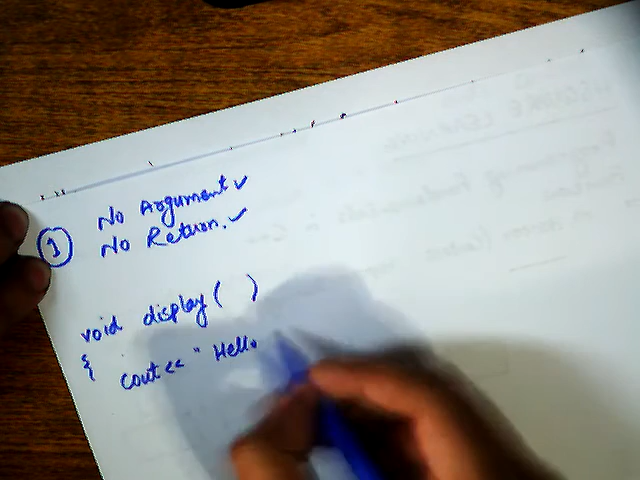 1 No Argument ✓
No Return. ✓
void display( )
{ cout<< " Hello